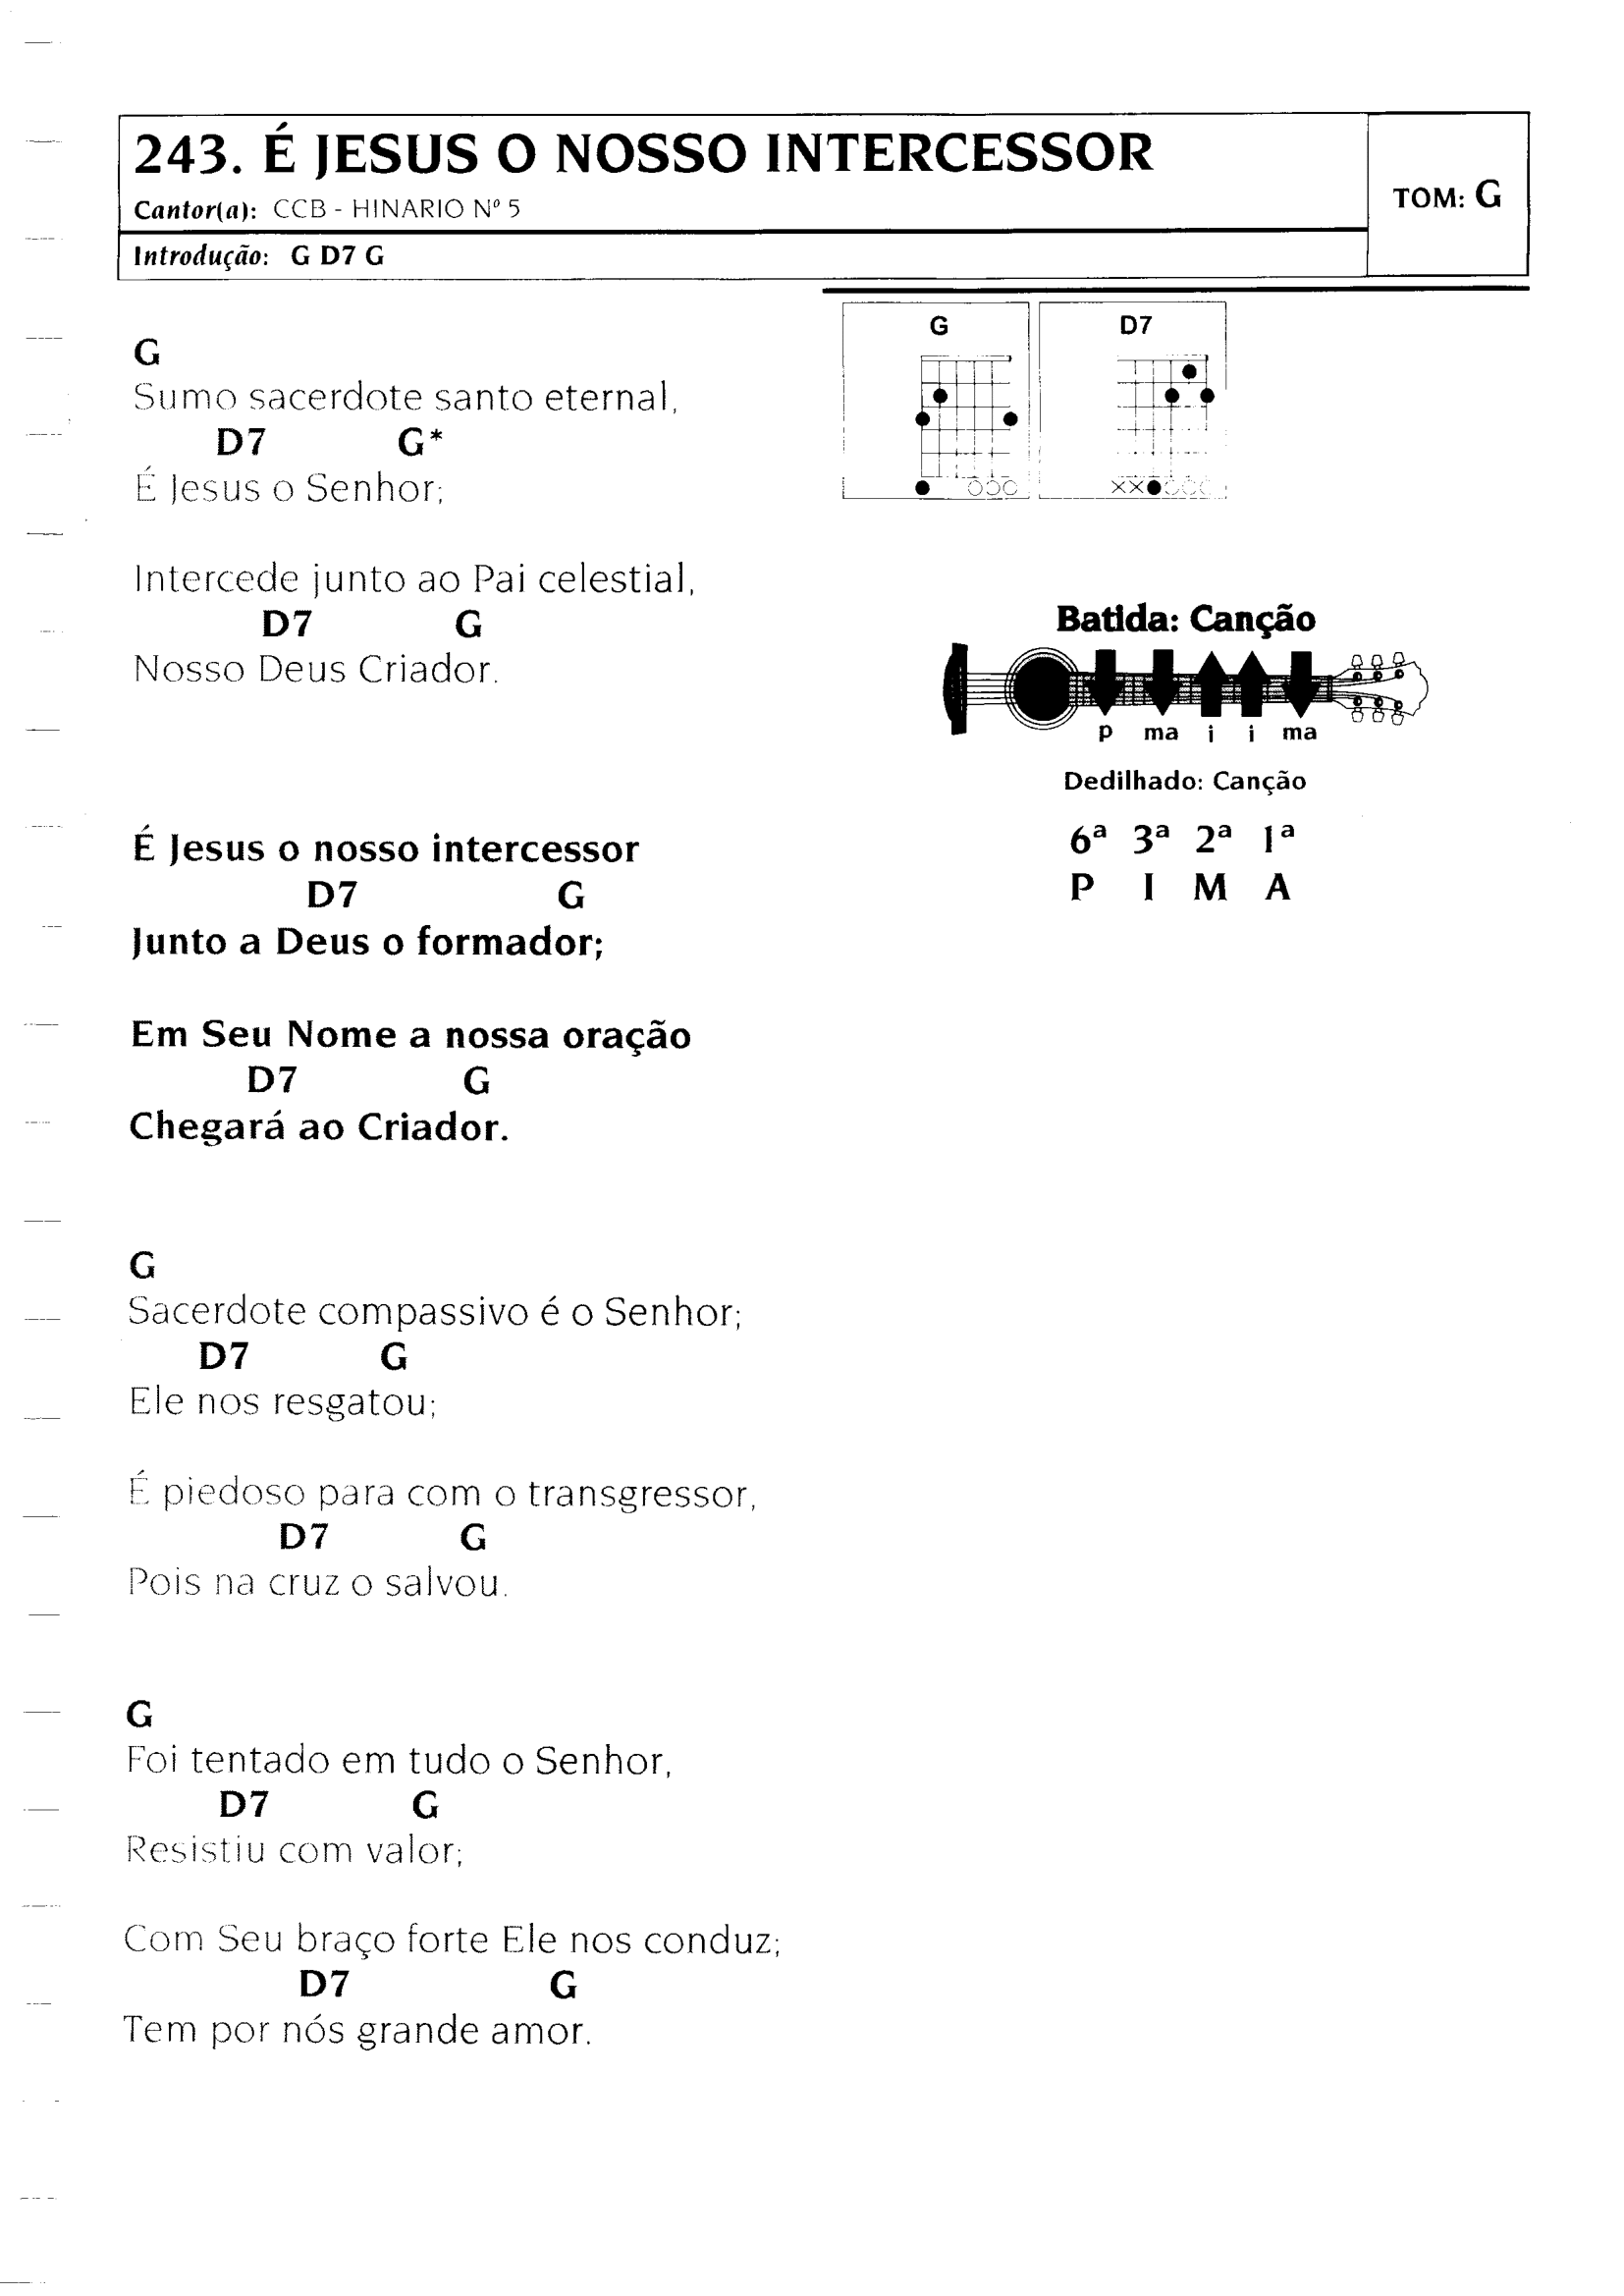 243. É JESUS O NOSSO INTERCESSOR
Cantor(a): CCB - HINARIO Nº 5
TOM: G
Introdução: G D7 G
G D7
G
Sumo sacerdote santo eternal,
D7 G*
É Jesus o Senhor;
Intercede junto ao Pai celestial,
D7 G
Nosso Deus Criador.
É Jesus o nosso intercessor
D7 G
Junto a Deus o formador;
Em Seu Nome a nossa oração
D7 G
Chegará ao Criador.
G
Sacerdote compassivo é o Senhor;
D7 G
Ele nos resgatou;
É piedoso para com o transgressor,
D7 G
Pois na cruz o salvou.
G
Foi tentado em tudo o Senhor,
D7 G
Resistiu com valor;
Com Seu braço forte Ele nos conduz;
D7 G
Tem por nós grande amor.
Batida: Canção
p ma i i ma
Dedilhado: Canção
6ª 3ª 2ª 1ª
P I M A